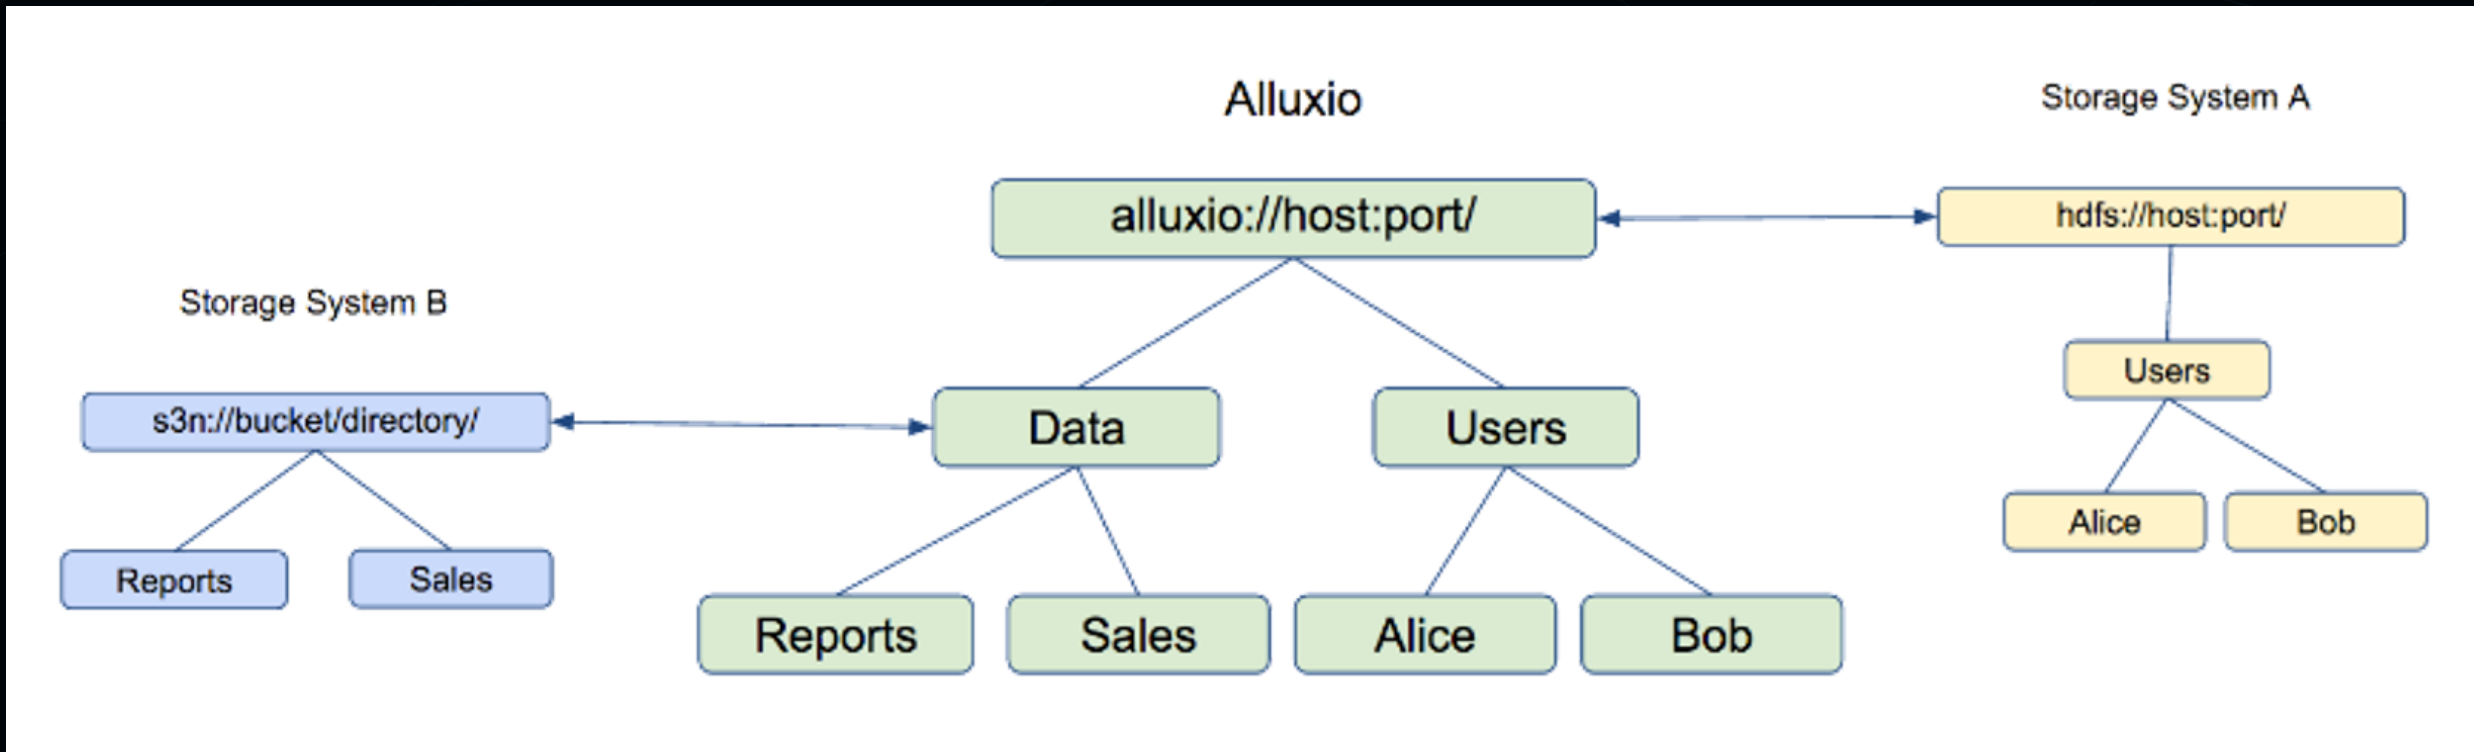 Alluxio
Storage System A
alluxio://host:port/
hdfs://host:port/
Storage System B
Users
s3n://bucket/directory/
Data
Users
Alice
Bob
Reports
Sales
Reports
Sales
Alice
Bob